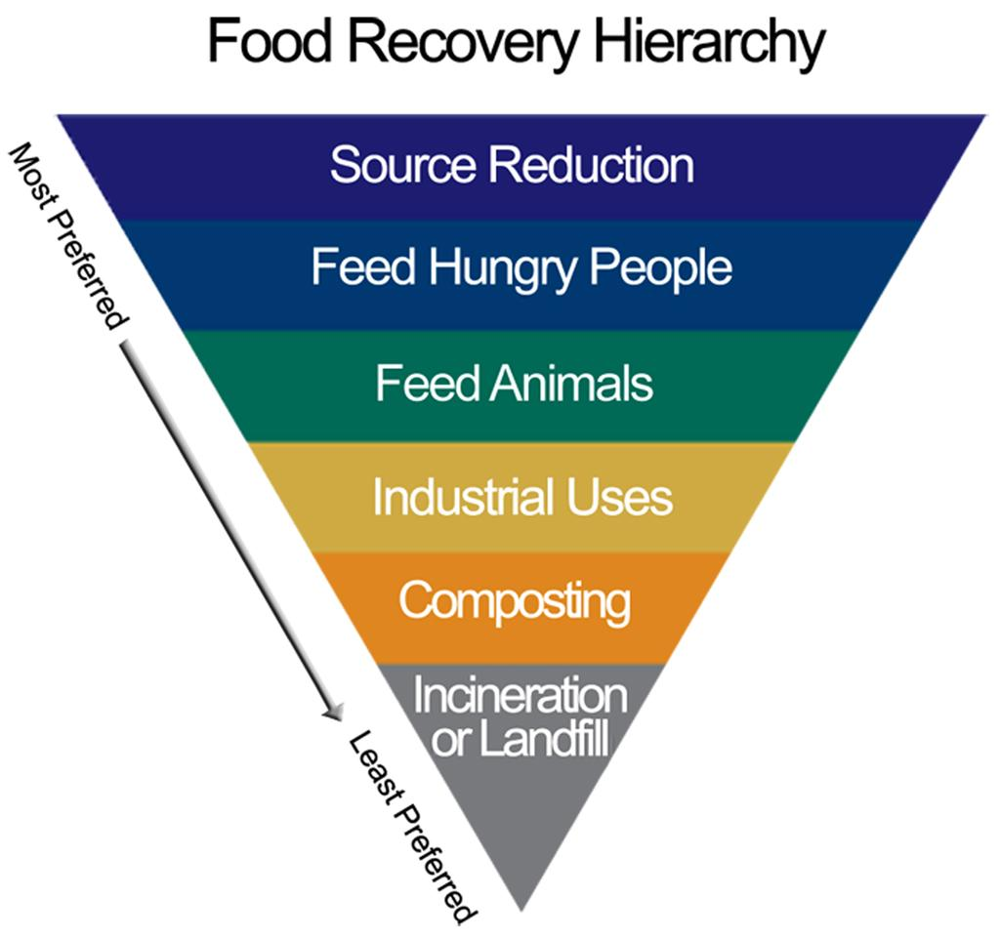 Food Recovery Hierarchy
Most Preferred
Source Reduction
Feed Hungry People
Feed Animals
Industrial Uses
Composting
Incineration
or Landfill
Least Preferred